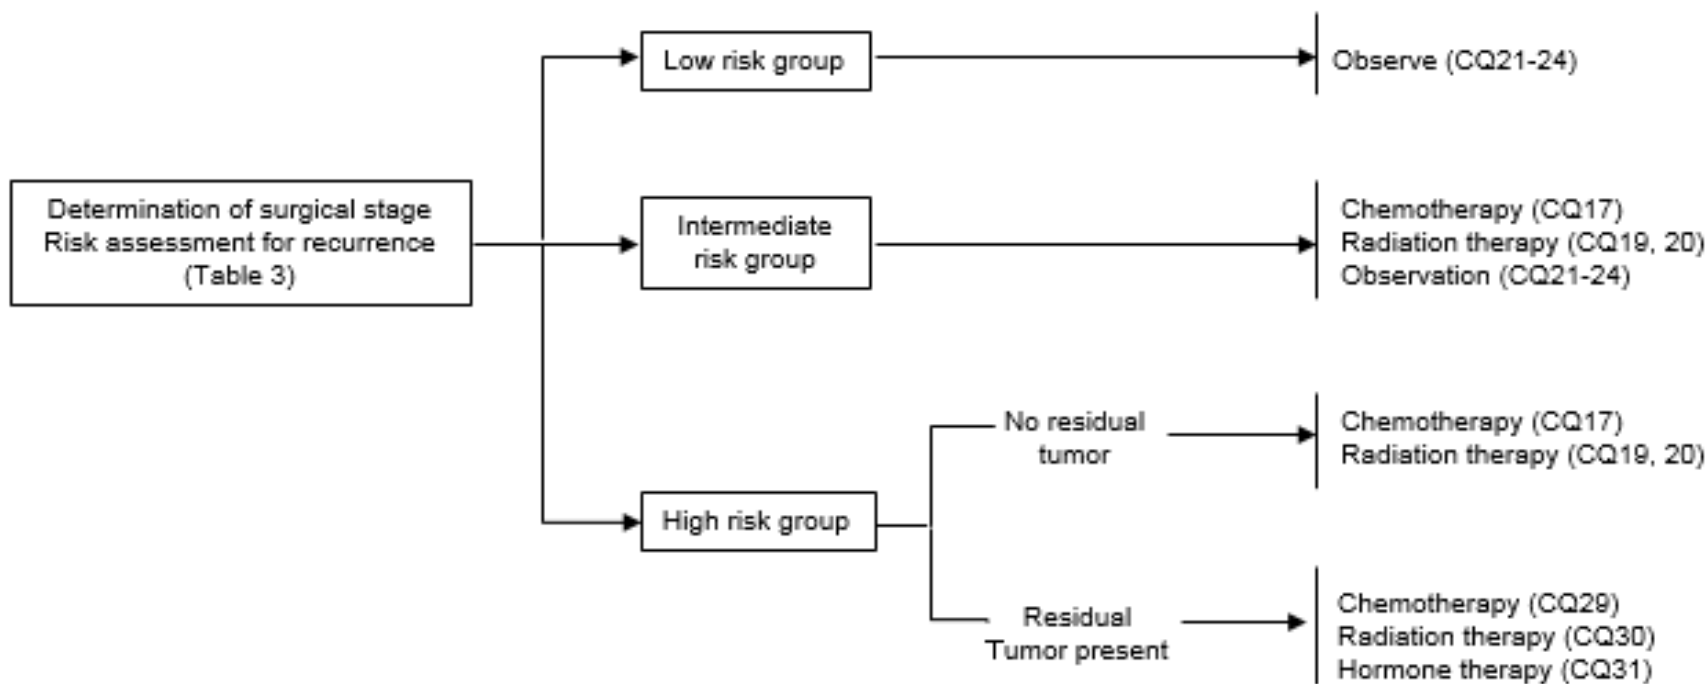 Determination of surgical stage
Risk assessment for recurrence
(Table 3)
Low risk group
Observe (CQ21-24)
Intermediate
risk group
Chemotherapy (CQ17)
Radiation therapy (CQ19, 20)
Observation (CQ21-24)
High risk group
No residual
tumor
Chemotherapy (CQ17)
Radiation therapy (CQ19, 20)
Residual
Tumor present
Chemotherapy (CQ29)
Radiation therapy (CQ30)
Hormone therapy (CQ31)